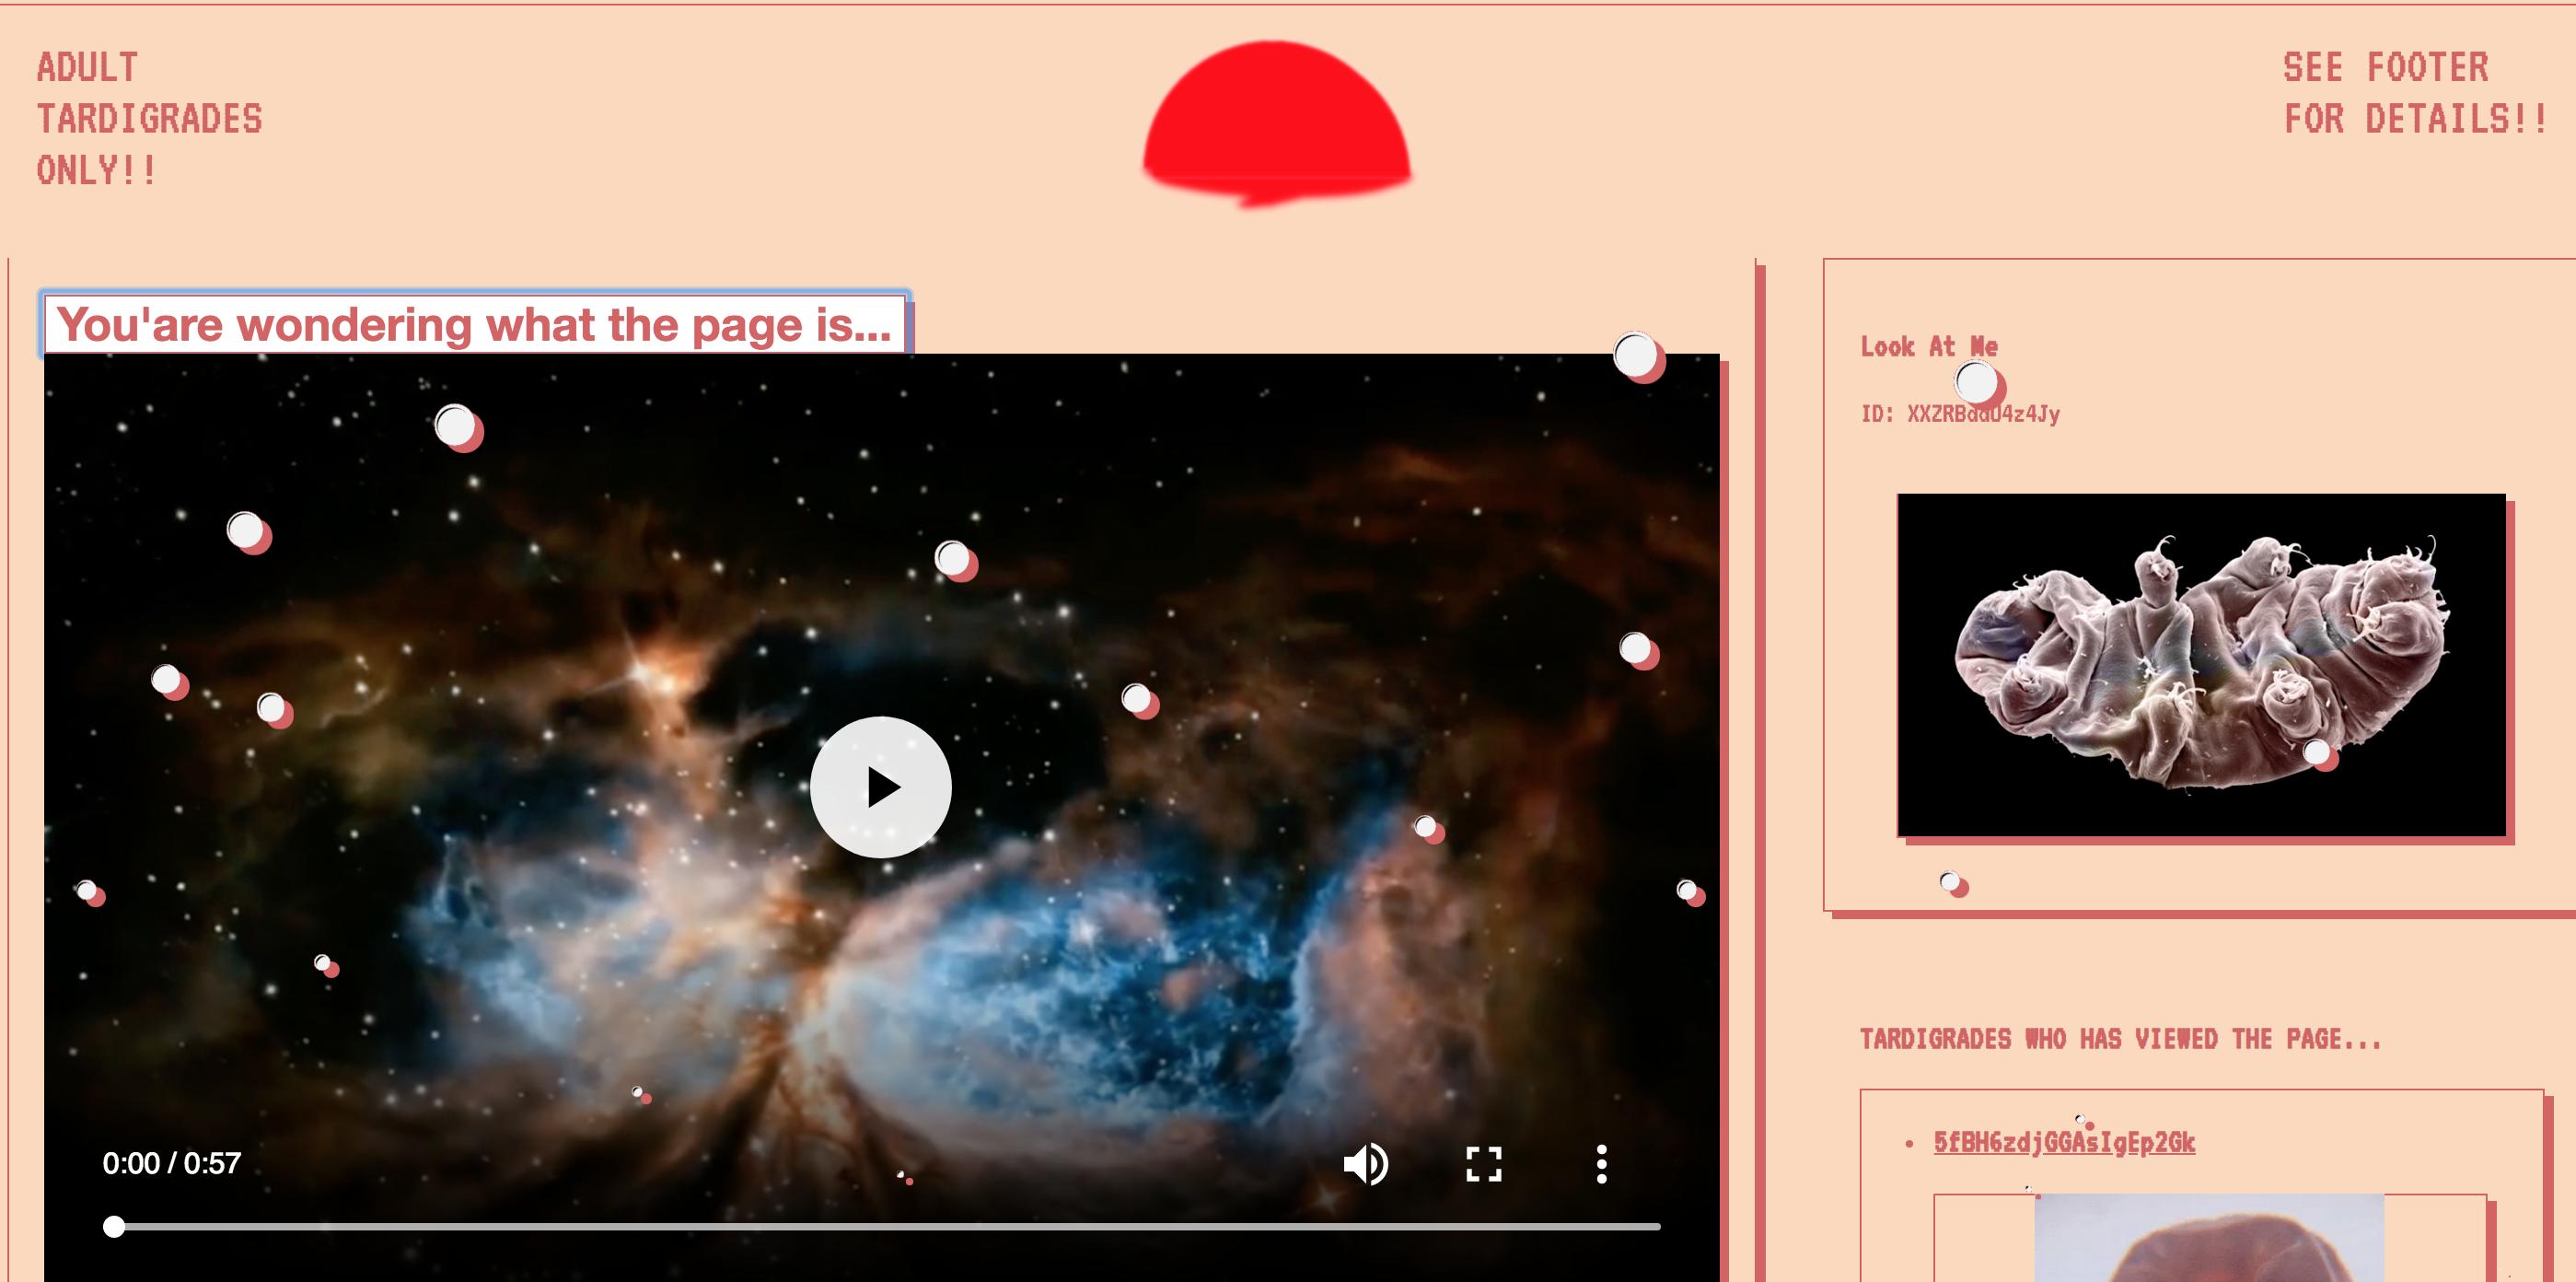 ADULT
TARDIGRADES
ONLY!!
SEE FOOTER
FOR DETAILS!!
You'are wondering what the page is...
0:00 / 0:57
Look At Me
ID:
TARDIGRADES WHO HAS VIEWED THE PAGE...
5fBH6zdjGGAsIgEp2Gk